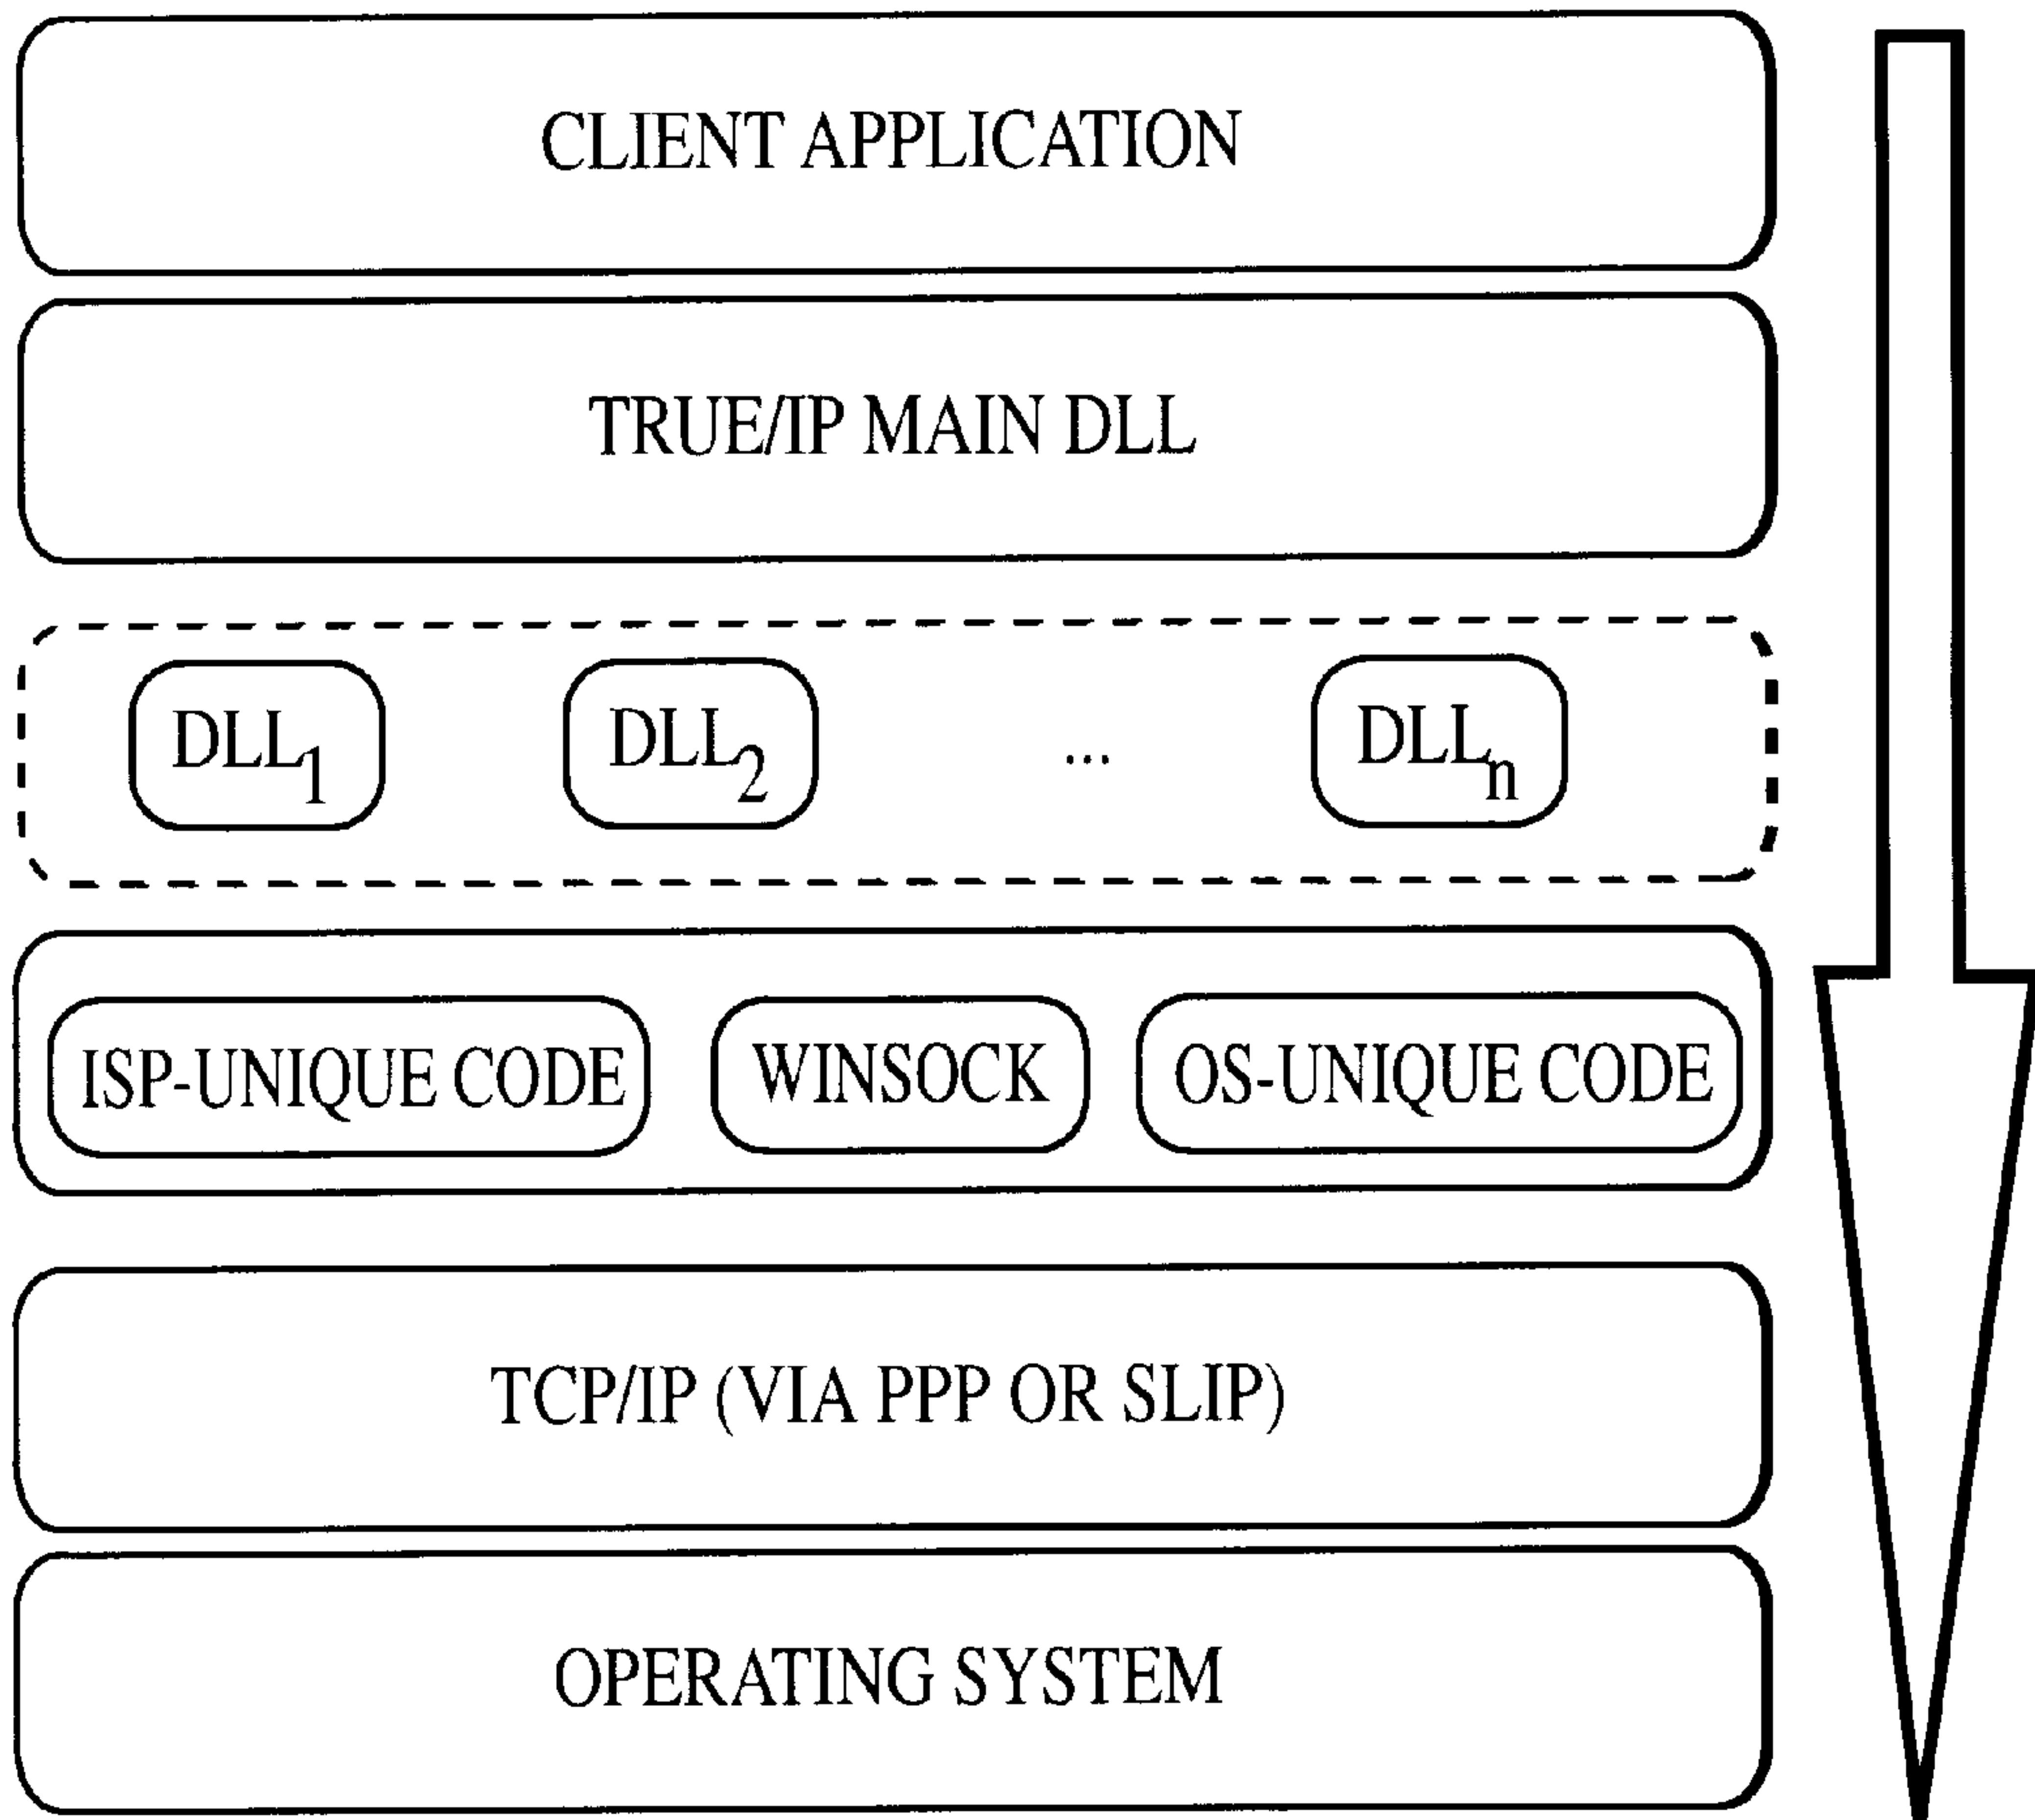 CLIENT APPLICATION
TRUE/IP MAIN DLL
DLL1 DLL2 ... DLLn
ISP-UNIQUE CODE WINSOCK OS-UNIQUE CODE
TCP/IP (VIA PPP OR SLIP)
OPERATING SYSTEM